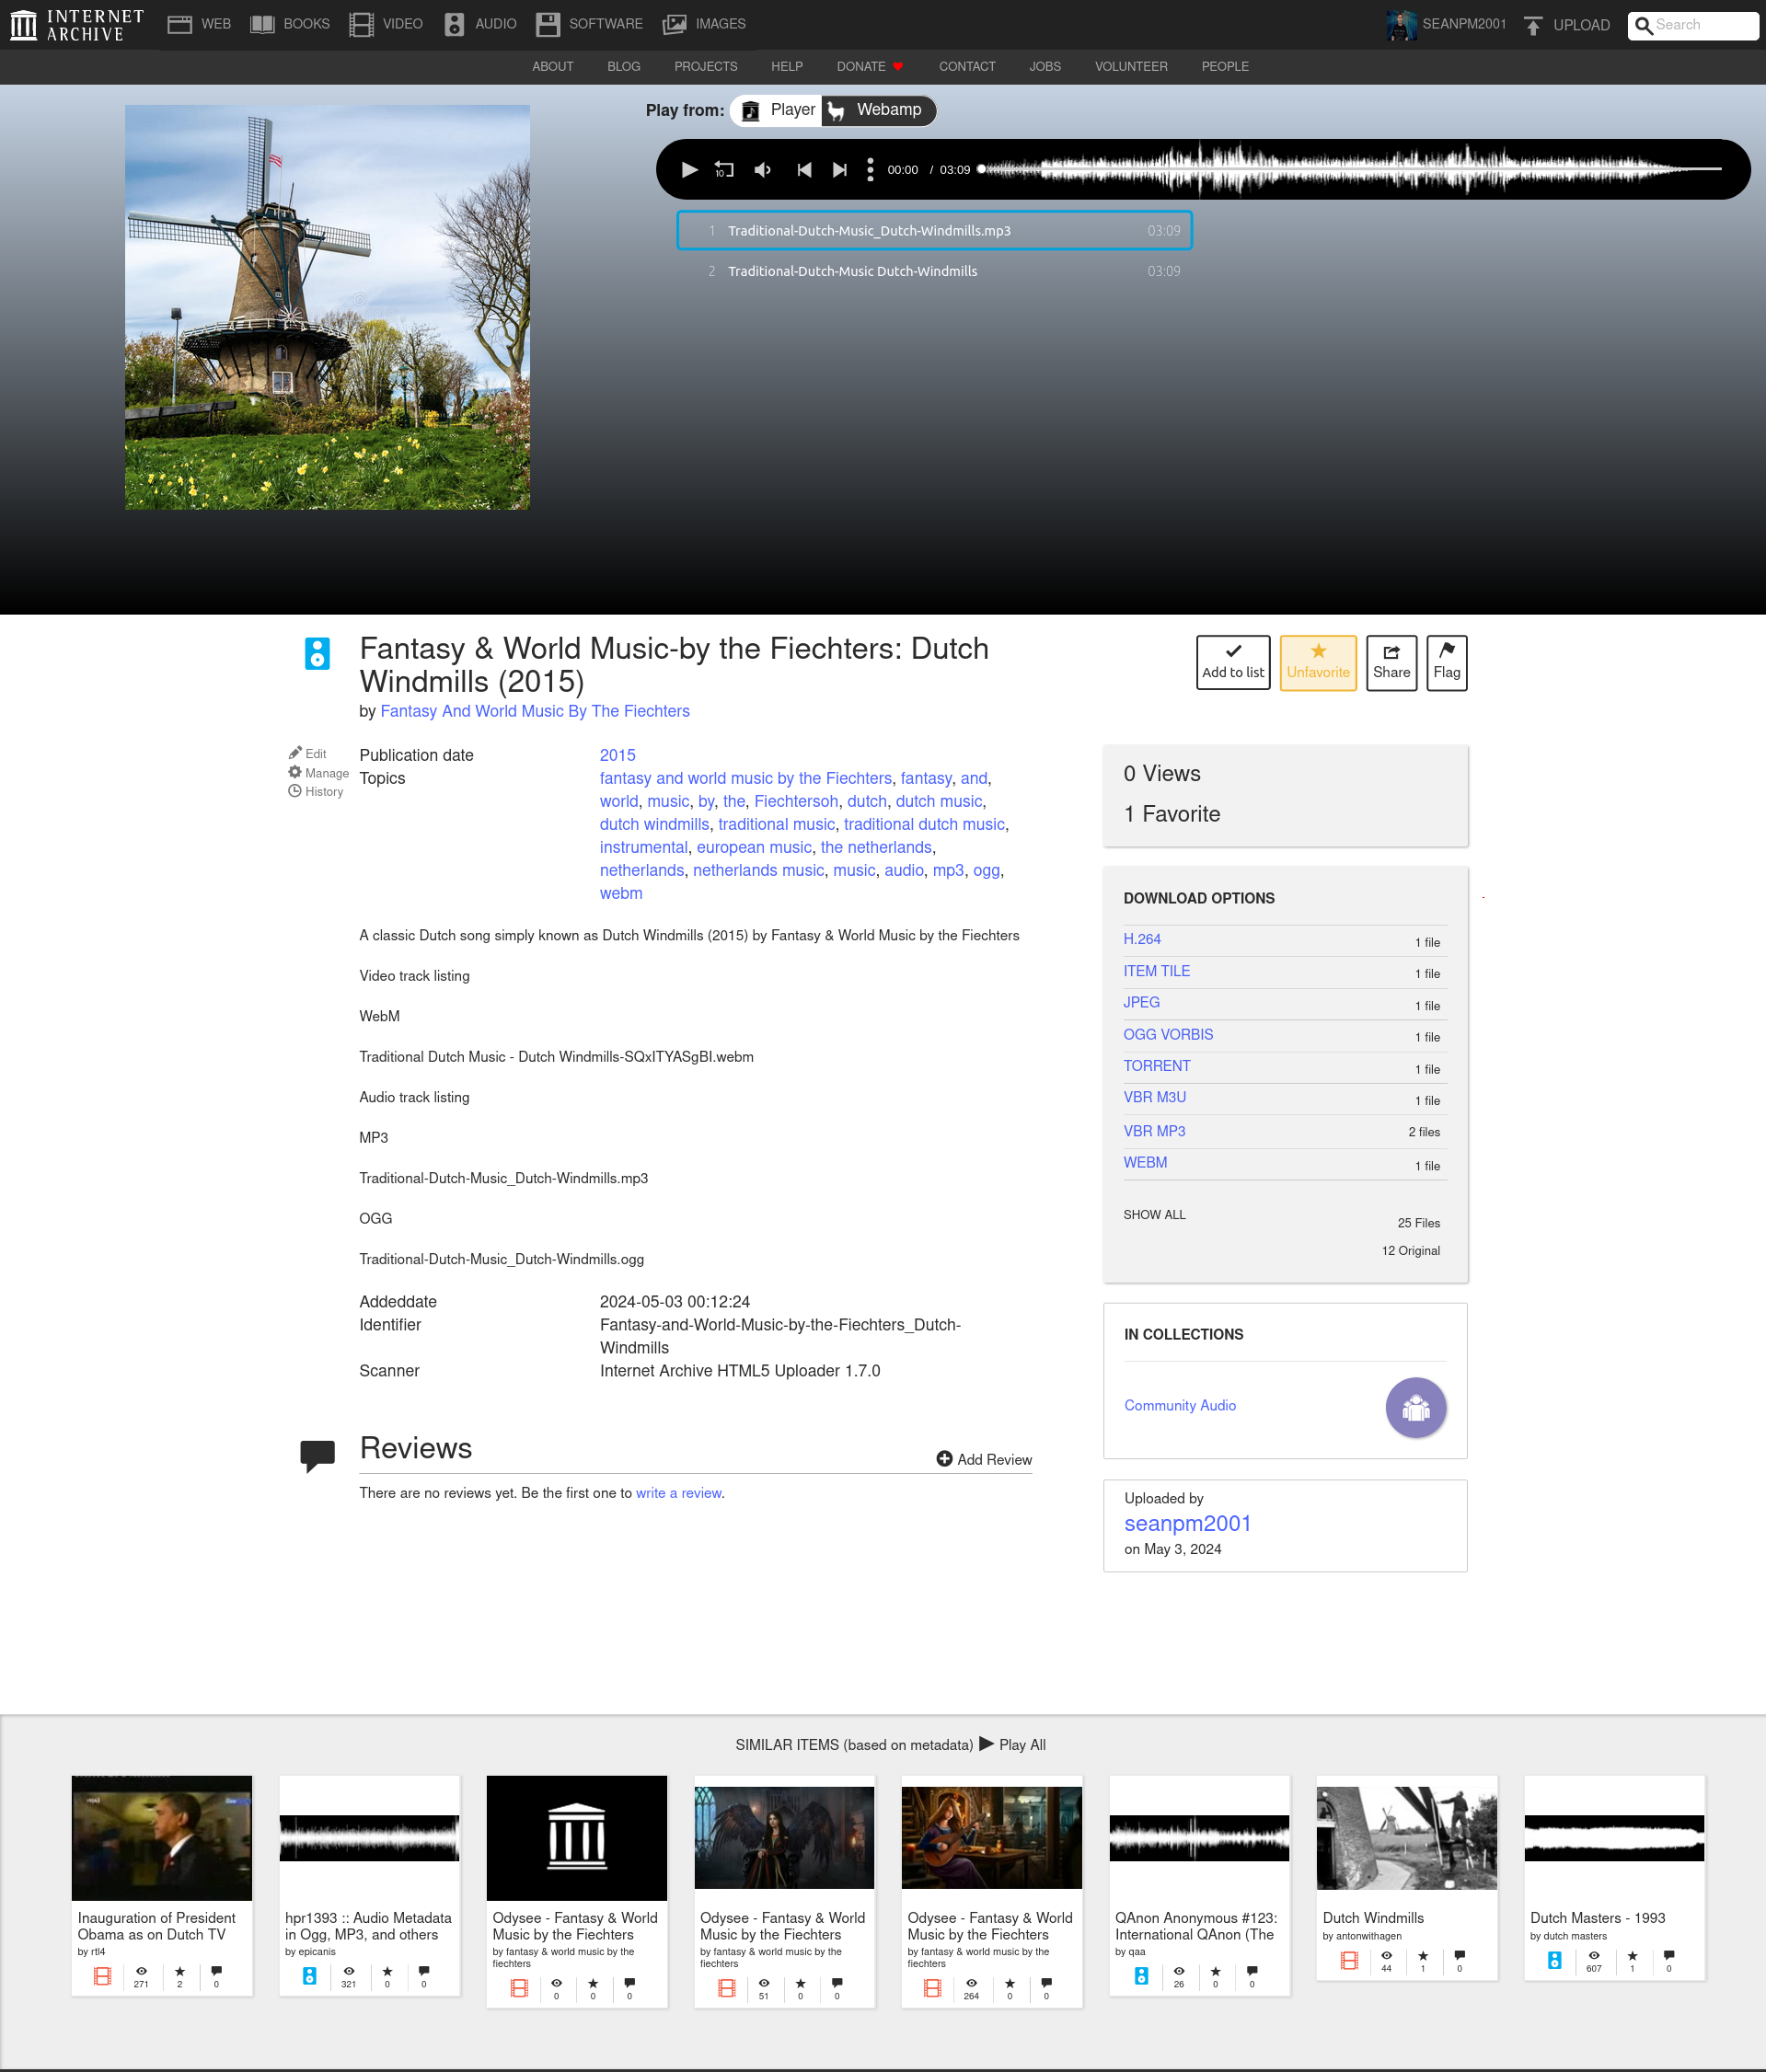 INTERNET ARCHIVE
WEB BOOKS VIDEO AUDIO SOFTWARE IMAGES
SEANPM2001 UPLOAD Search
ABOUT BLOG PROJECTS HELP DONATE CONTACT JOBS VOLUNTEER PEOPLE
Play from: Player Webamp
10 00:00 / 03:09
1 Traditional-Dutch-Music_Dutch-Windmills.mp3 03:09
2 Traditional-Dutch-Music Dutch-Windmills 03:09
Fantasy & World Music-by the Fiechters: Dutch
Windmills (2015)
by Fantasy And World Music By The Fiechters
Add to list Unfavorite Share Flag
Edit
Manage
History
Publication date 2015
Topics fantasy and world music by the Fiechters, fantasy, and,
world, music, by, the, Fiechtersoh, dutch, dutch music,
dutch windmills, traditional music, traditional dutch music,
instrumental, european music, the netherlands,
netherlands, netherlands music, music, audio, mp3, ogg,
webm
A classic Dutch song simply known as Dutch Windmills (2015) by Fantasy & World Music by the Fiechters
Video track listing
WebM
Traditional Dutch Music - Dutch Windmills-SQxITYASgBI.webm
Audio track listing
MP3
Traditional-Dutch-Music_Dutch-Windmills.mp3
OGG
Traditional-Dutch-Music_Dutch-Windmills.ogg
Addeddate 2024-05-03 00:12:24
Identifier Fantasy-and-World-Music-by-the-Fiechters_Dutch-
Windmills
Scanner Internet Archive HTML5 Uploader 1.7.0
Reviews
Add Review
There are no reviews yet. Be the first one to write a review.
0 Views
1 Favorite
DOWNLOAD OPTIONS
H.264 1 file
ITEM TILE 1 file
JPEG 1 file
OGG VORBIS 1 file
TORRENT 1 file
VBR M3U 1 file
VBR MP3 2 files
WEBM 1 file
SHOW ALL 25 Files
12 Original
IN COLLECTIONS
Community Audio
Uploaded by
seanpm2001
on May 3, 2024
SIMILAR ITEMS (based on metadata) Play All
Inauguration of President
Obama as on Dutch TV
by rtl4
271 2 0
hpr1393 :: Audio Metadata
in Ogg, MP3, and others
by epicanis
321 0 0
Odysee - Fantasy & World
Music by the Fiechters
by fantasy & world music by the
fiechters
0 0 0
Odysee - Fantasy & World
Music by the Fiechters
by fantasy & world music by the
fiechters
51 0 0
Odysee - Fantasy & World
Music by the Fiechters
by fantasy & world music by the
fiechters
264 0 0
QAnon Anonymous #123:
International QAnon (The
by qaa
26 0 0
Dutch Windmills
by antonwithagen
44 1 0
Dutch Masters - 1993
by dutch masters
607 1 0